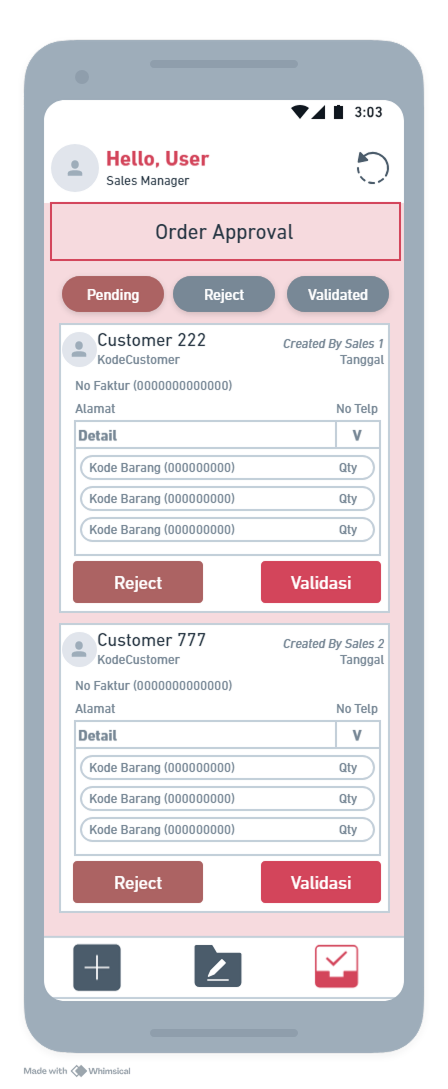 3:03
Hello, User
Sales Manager
Order Approval
Pending Reject Validated
Customer 222 Created By Sales 1
KodeCustomer Tanggal
No Faktur (0000000000000)
Alamat No Telp
Detail V
Kode Barang (000000000) Qty
Kode Barang (000000000) Qty
Kode Barang (000000000) Qty
Reject Validasi
Customer 777 Created By Sales 2
KodeCustomer Tanggal
No Faktur (0000000000000)
Alamat No Telp
Detail V
Kode Barang (000000000) Qty
Kode Barang (000000000) Qty
Kode Barang (000000000) Qty
Reject Validasi
Made with Whimsical